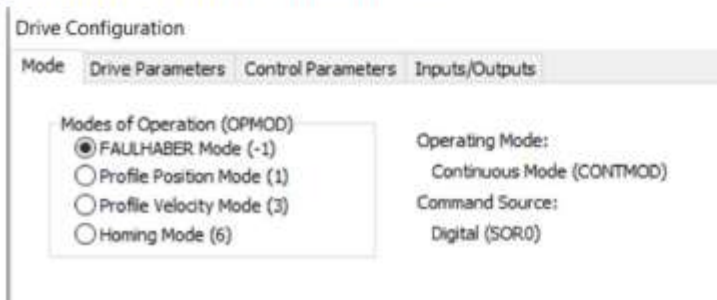 Drive Configuration
Mode Drive Parameters Control Parameters Inputs/Outputs
Modes of Operation (OPMOD)
FAULHABER Mode (-1)
Profile Position Mode (1)
Profile Velocity Mode (3)
Homing Mode (6)
Operating Mode:
Continuous Mode (CONTMOD)
Command Source:
Digital (SOR0)